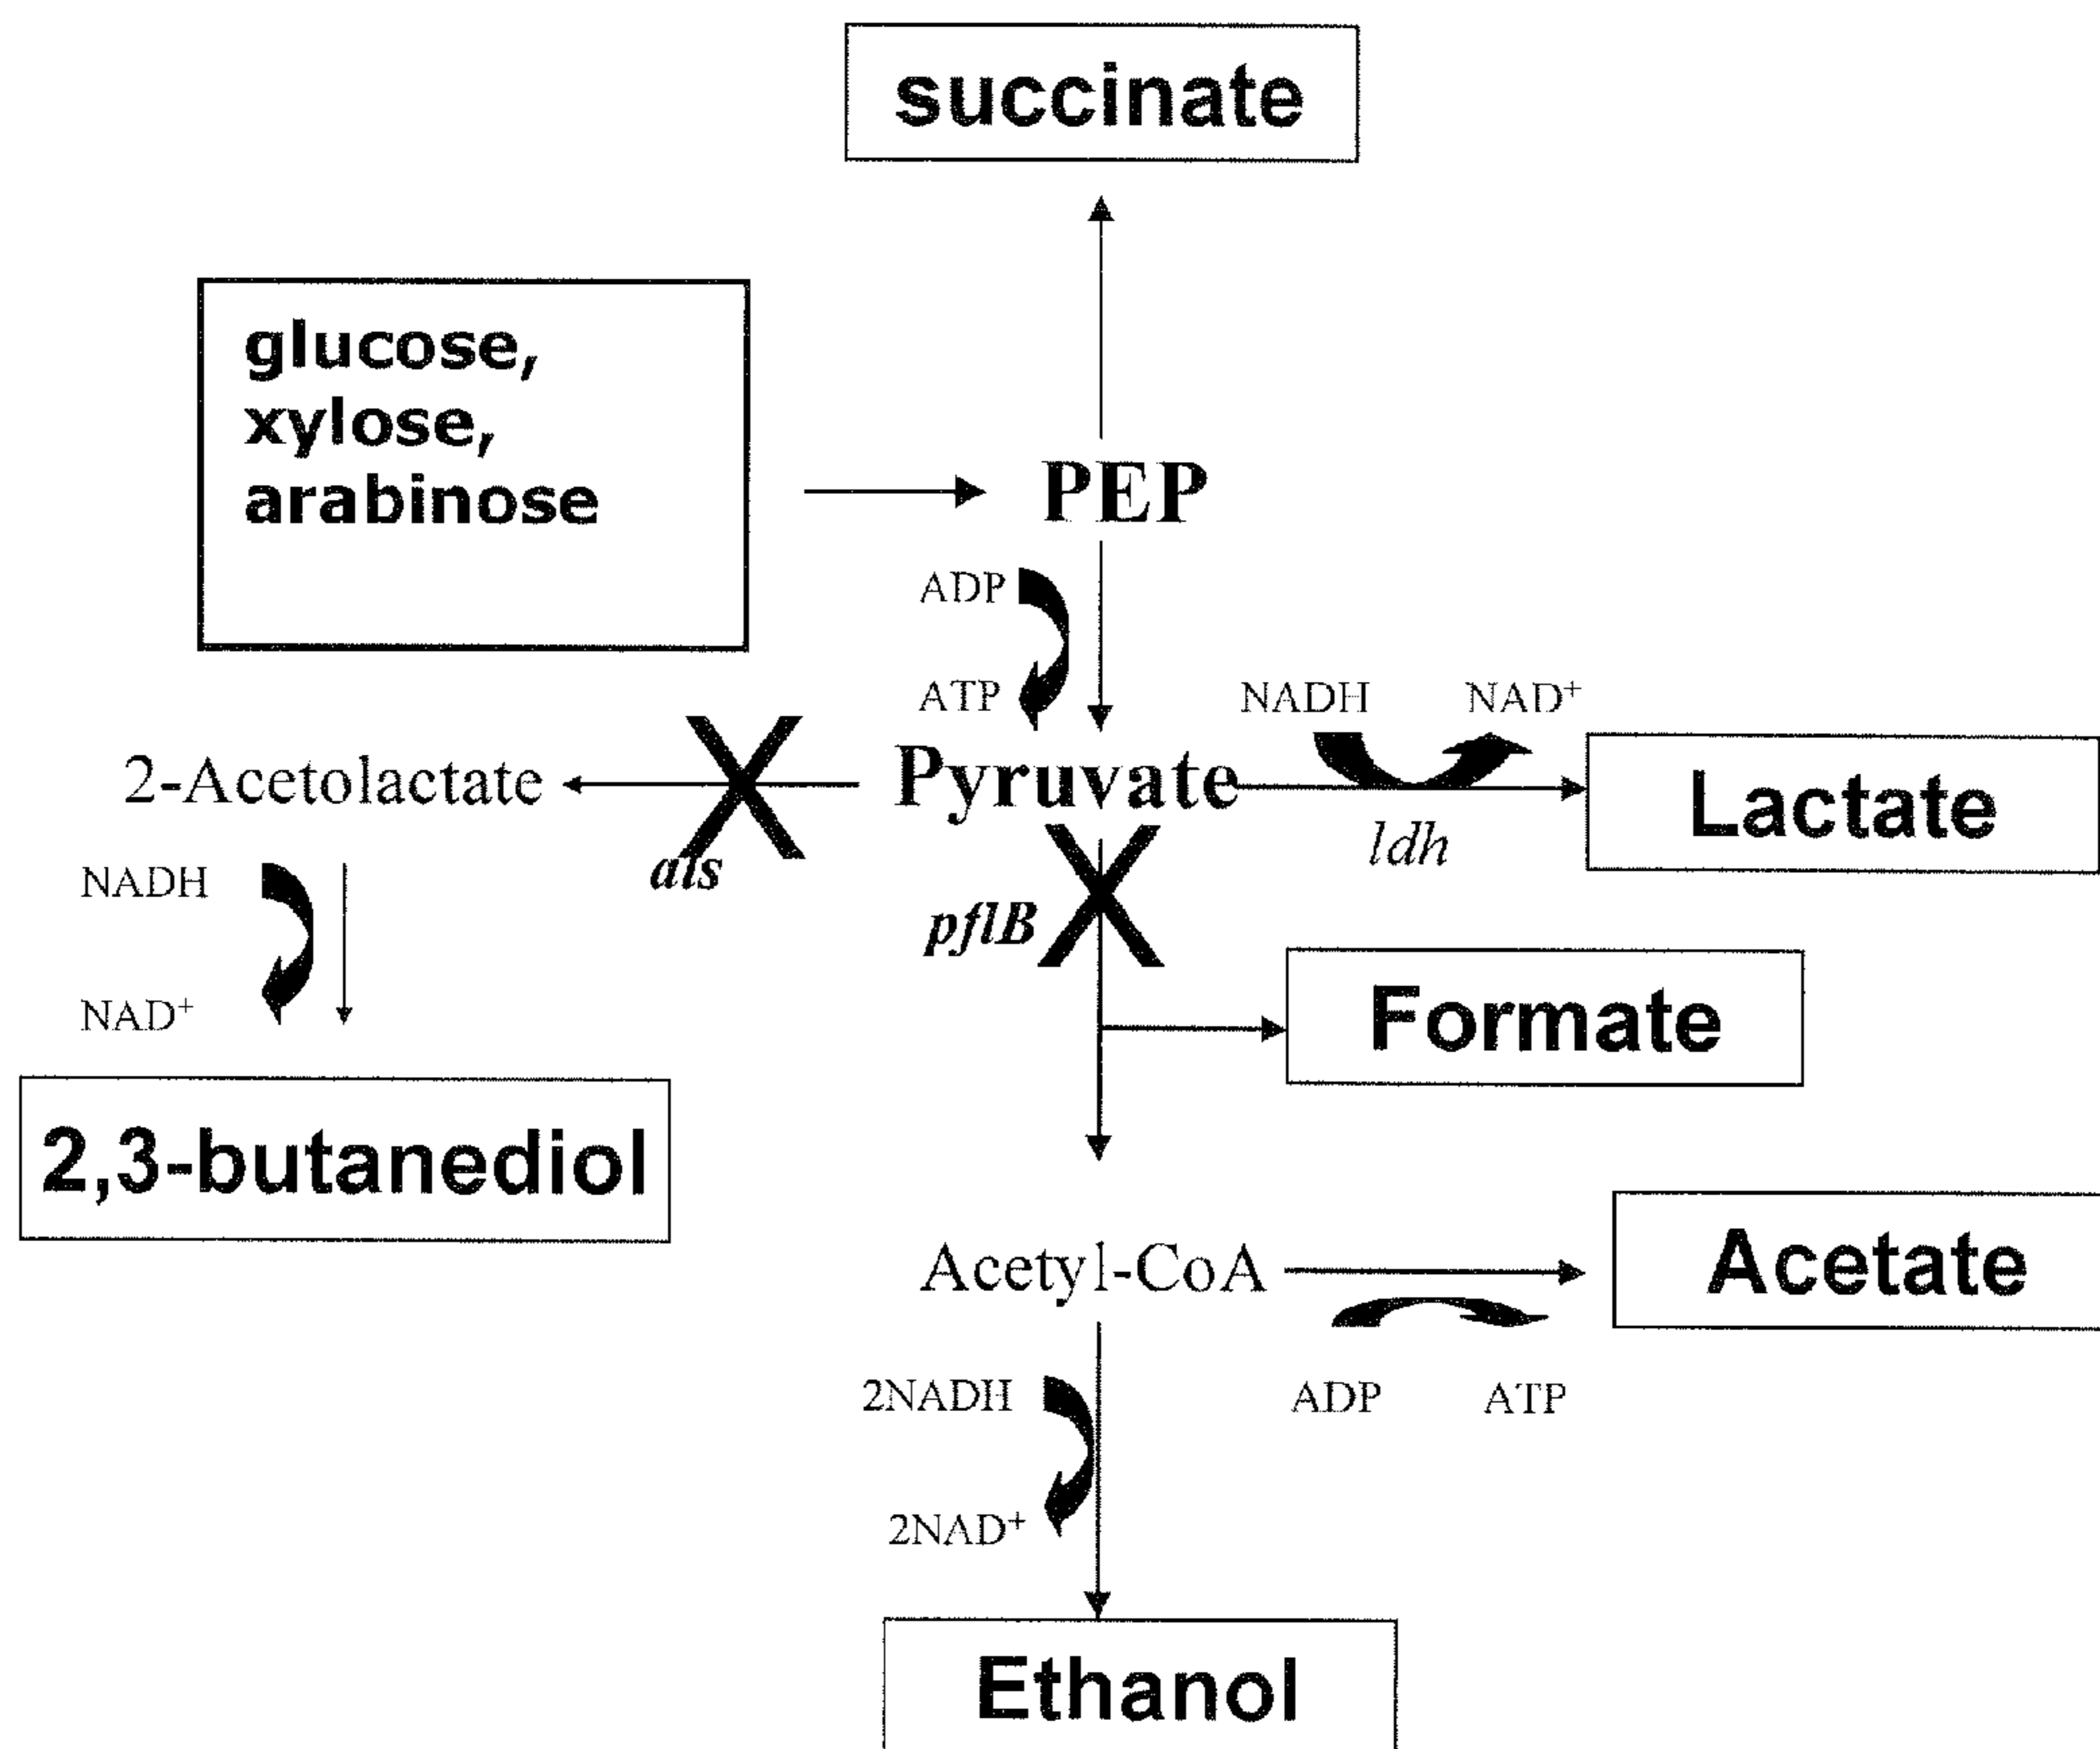 succinate
glucose,
xylose,
arabinose
PEP
ADP
ATP
NADH
NAD⁺
2-Acetolactate
Pyruvate
Lactate
als
ldh
NADH
pflB
NAD⁺
Formate
2,3-butanediol
Acetyl-CoA
Acetate
2NADH
ADP
ATP
2NAD⁺
Ethanol